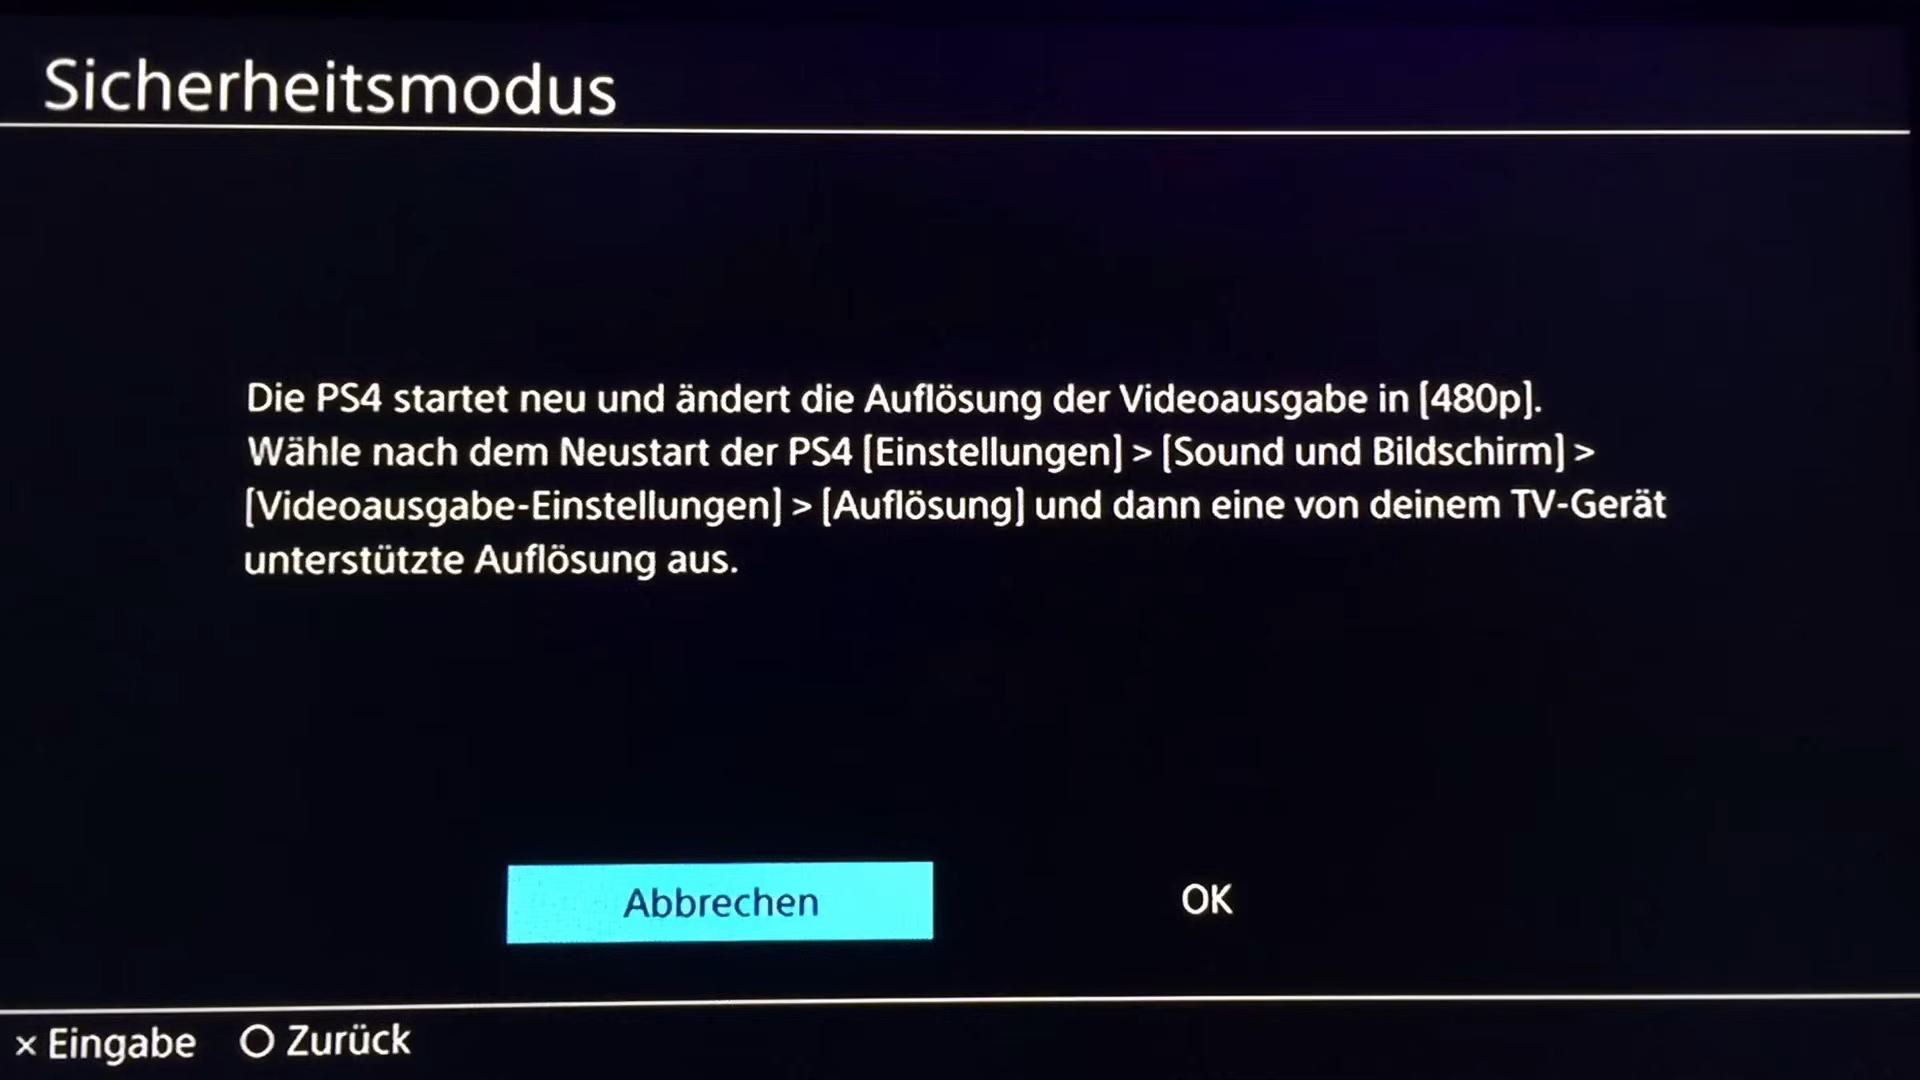 Sicherheitsmodus
Die PS4 startet neu und ändert die Auflösung der Videoausgabe in [480p].
Wähle nach dem Neustart der PS4 [Einstellungen] > [Sound und Bildschirm] >
[Videoausgabe-Einstellungen] > [Auflösung] und dann eine von deinem TV-Gerät
unterstützte Auflösung aus.
Abbrechen OK
× Eingabe ○ Zurück